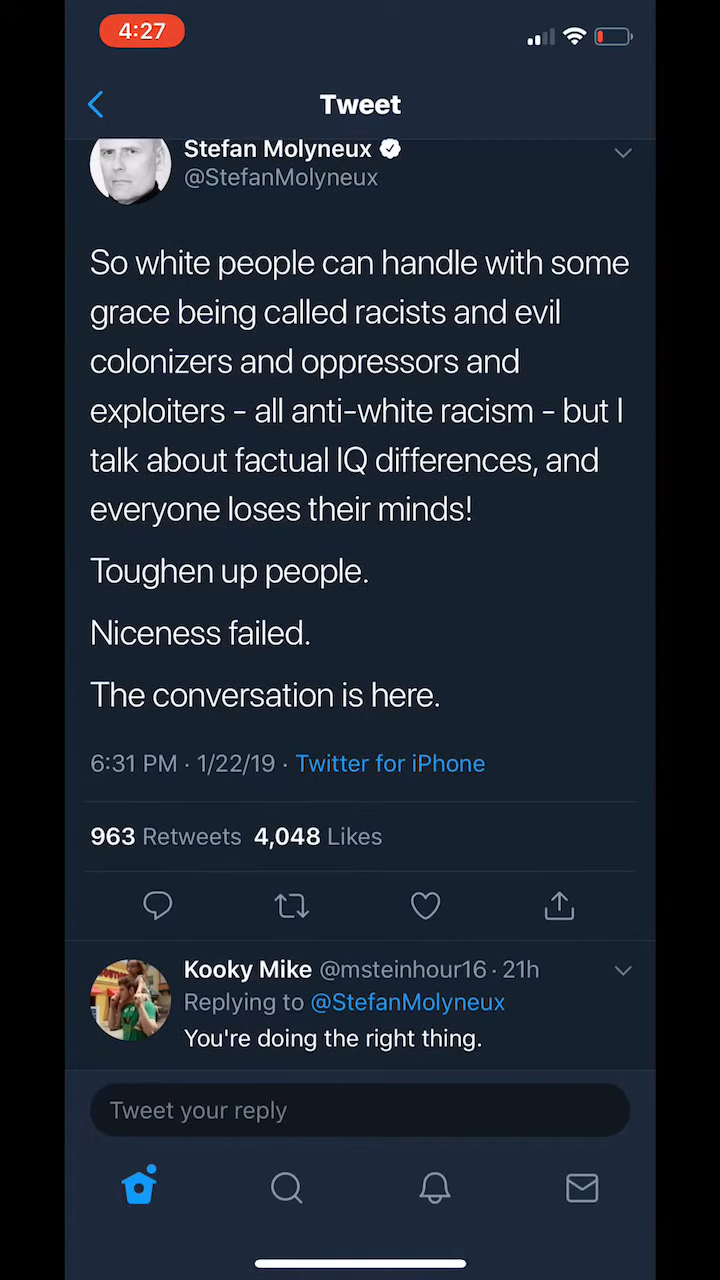 4:27
Tweet
Stefan Molyneux
@StefanMolyneux
So white people can handle with some
grace being called racists and evil
colonizers and oppressors and
exploiters - all anti-white racism - but I
talk about factual IQ differences, and
everyone loses their minds!
Toughen up people.
Niceness failed.
The conversation is here.
6:31 PM · 1/22/19 · Twitter for iPhone
963 Retweets 4,048 Likes
Kooky Mike @msteinhour16 · 21h
Replying to @StefanMolyneux
You're doing the right thing.
Tweet your reply